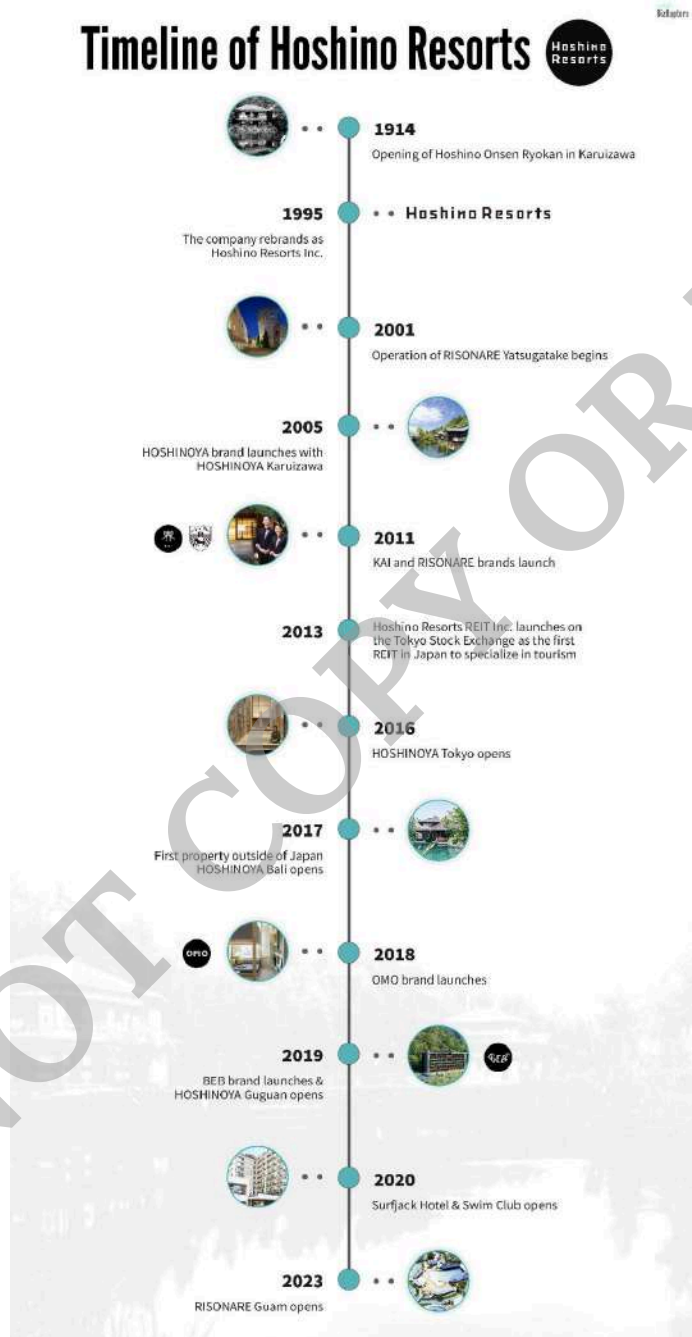 BizRaptors
Timeline of Hoshino Resorts
Hoshino
Resorts
1914
Opening of Hoshino Onsen Ryokan in Karuizawa
1995
Hoshino Resorts
The company rebrands as
Hoshino Resorts Inc.
2001
Operation of RISONARE Yatsugatake begins
2005
HOSHINOYA brand launches with
HOSHINOYA Karuizawa
2011
KAI and RISONARE brands launch
2013
Hoshino Resorts REIT Inc. launches on
the Tokyo Stock Exchange as the first
REIT in Japan to specialize in tourism
2016
HOSHINOYA Tokyo opens
2017
First property outside of Japan
HOSHINOYA Bali opens
OMO
2018
OMO brand launches
2019
BEB
BEB brand launches &
HOSHINOYA Guguan opens
2020
Surfjack Hotel & Swim Club opens
2023
RISONARE Guam opens
NOT COPY OR